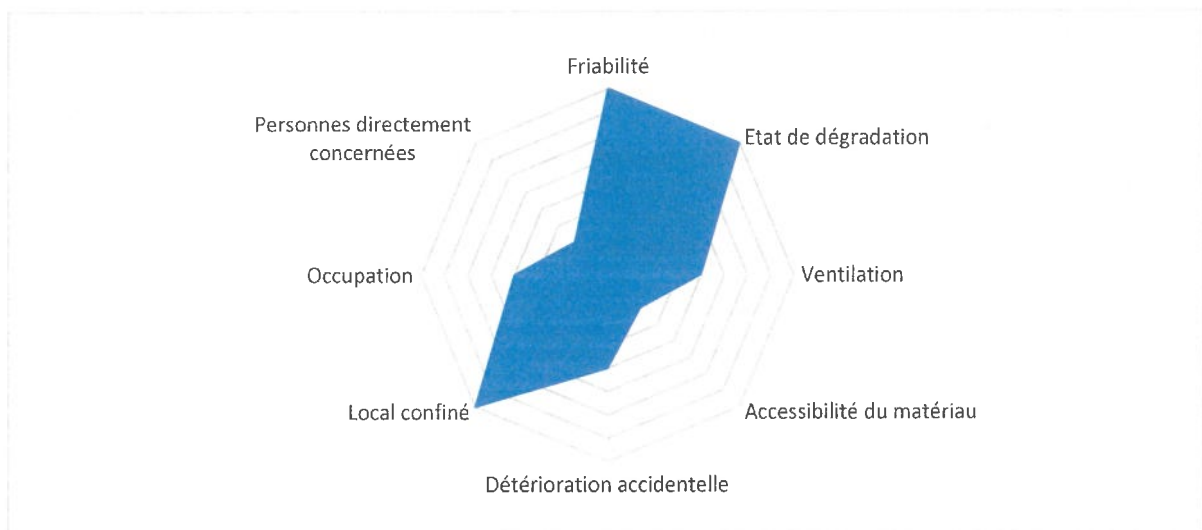 Friabilité
Personnes directement
concernées
Etat de dégradation
Occupation
Ventilation
Local confiné
Accessibilité du matériau
Détérioration accidentelle